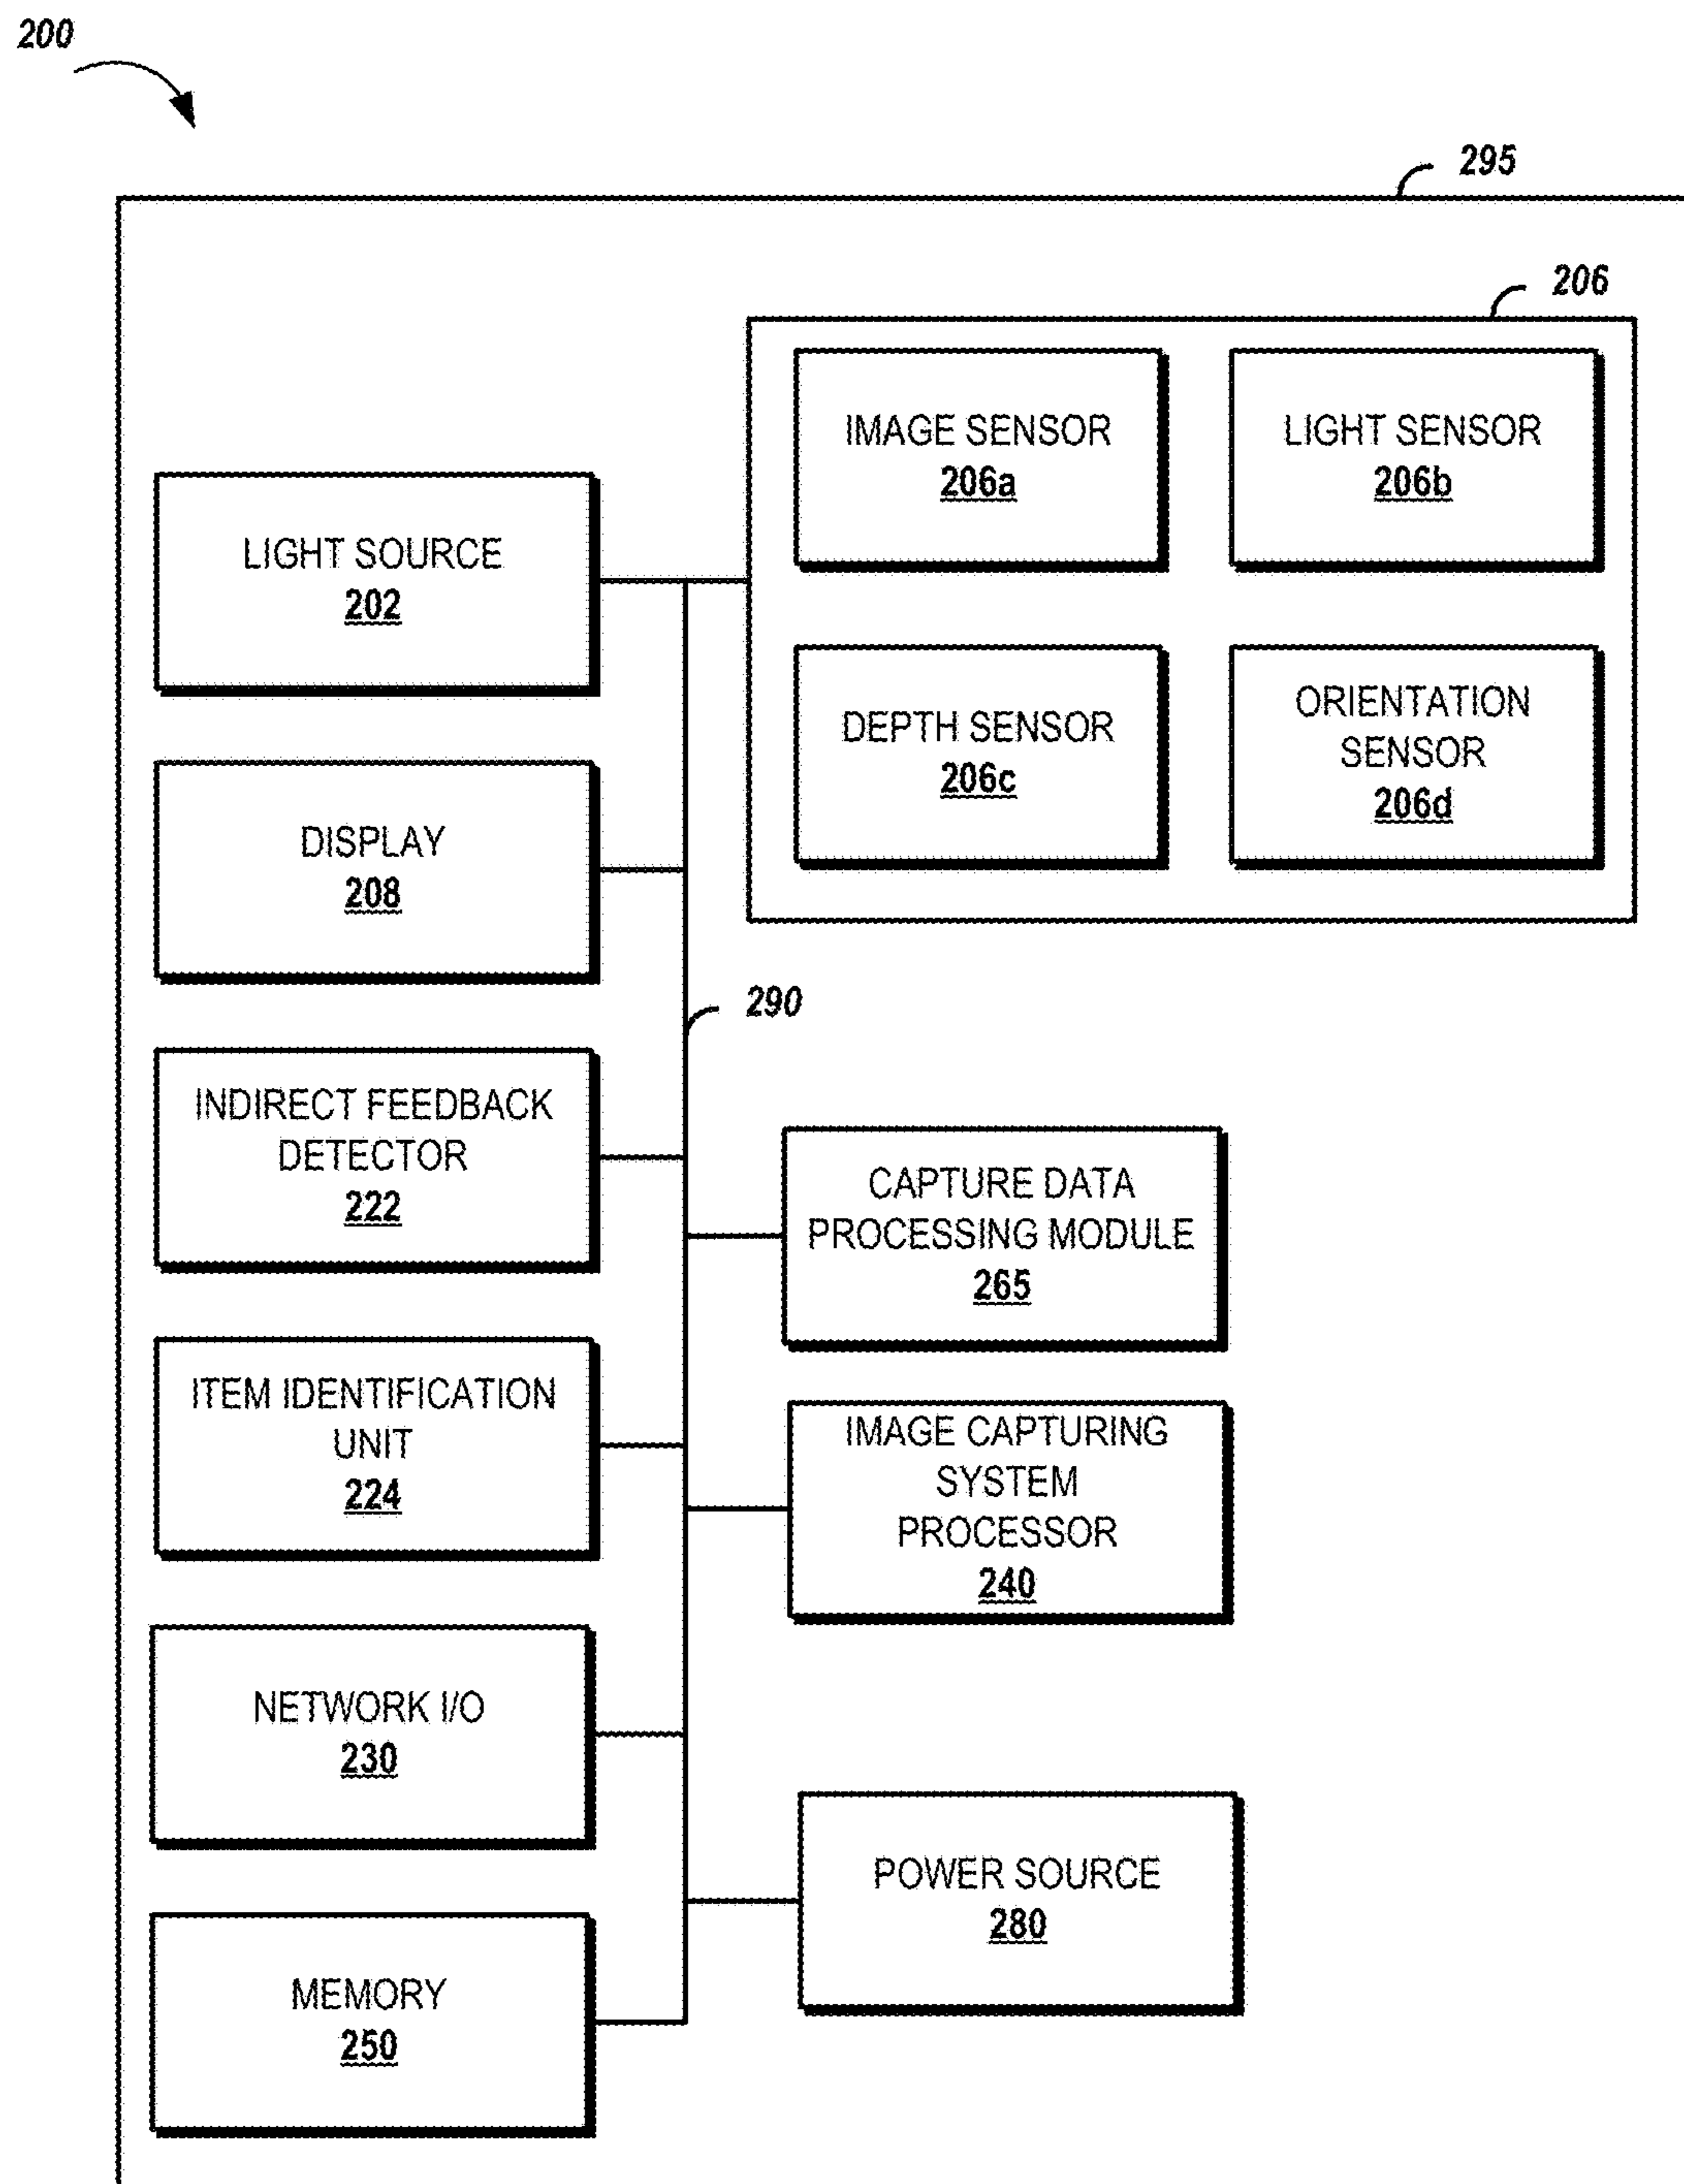 200
295
206
IMAGE SENSOR
206a
LIGHT SENSOR
206b
LIGHT SOURCE
202
DEPTH SENSOR
206c
ORIENTATION
SENSOR
206d
DISPLAY
208
290
INDIRECT FEEDBACK
DETECTOR
222
CAPTURE DATA
PROCESSING MODULE
265
ITEM IDENTIFICATION
UNIT
224
IMAGE CAPTURING
SYSTEM
PROCESSOR
240
NETWORK I/O
230
POWER SOURCE
280
MEMORY
250